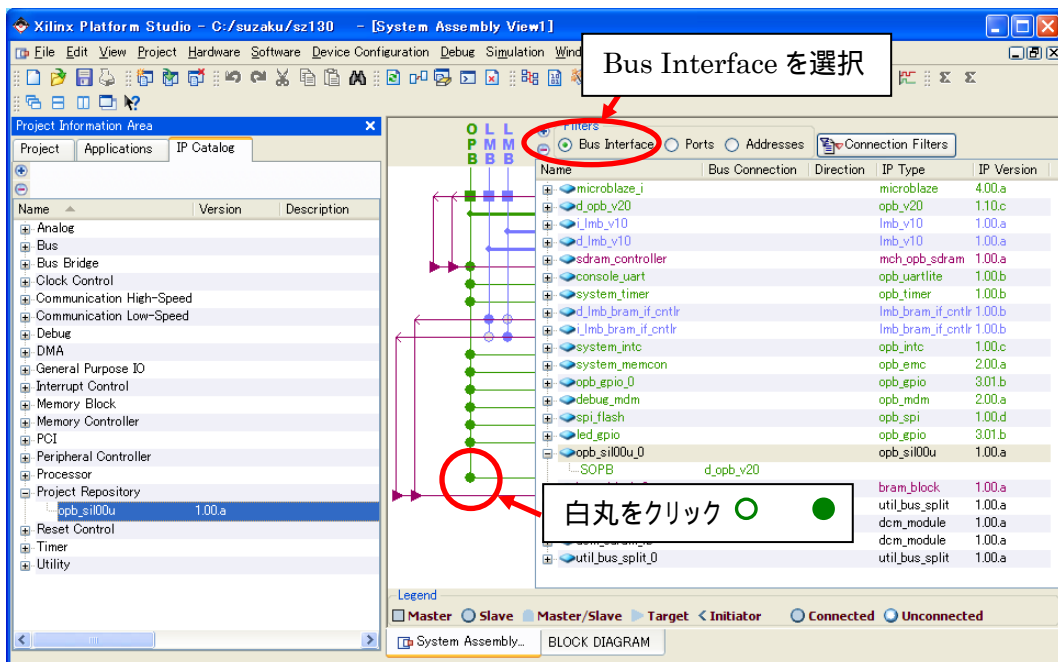 Xilinx Platform Studio - C:/suzaku/sz130 - [System Assembly View1]
File Edit View Project Hardware Software Device Configuration Debug Simulation Wind
Bus Interface を選択
Project Information Area
Project Applications IP Catalog
Name Version Description
Analog
Bus
Bus Bridge
Clock Control
Communication High-Speed
Communication Low-Speed
Debug
DMA
General Purpose IO
Interrupt Control
Memory Block
Memory Controller
PCI
Peripheral Controller
Processor
Project Repository
opb_sil00u 1.00.a
Reset Control
Timer
Utility
OPB LMB LMB
Filters
Bus Interface Ports Addresses Connection Filters
Name Bus Connection Direction IP Type IP Version
microblaze_i microblaze 4.00.a
d_opb_v20 opb_v20 1.10.c
i_lmb_v10 lmb_v10 1.00.a
d_lmb_v10 lmb_v10 1.00.a
sdram_controller mch_opb_sdram 1.00.a
console_uart opb_uartlite 1.00.b
system_timer opb_timer 1.00.b
d_lmb_bram_if_cntlr lmb_bram_if_cntlr 1.00.b
i_lmb_bram_if_cntlr lmb_bram_if_cntlr 1.00.b
system_intc opb_intc 1.00.c
system_memcon opb_emc 2.00.a
opb_gpio_0 opb_gpio 3.01.b
debug_mdm opb_mdm 2.00.a
spi_flash opb_spi 1.00.d
led_gpio opb_gpio 3.01.b
opb_sil00u_0 opb_sil00u 1.00.a
SOPB d_opb_v20
bram_block 1.00.a
白丸をクリック
util_bus_split 1.00.a
dcm_module 1.00.a
dcm_module 1.00.a
util_bus_split_0 util_bus_split 1.00.a
Legend
Master Slave Master/Slave Target Initiator Connected Unconnected
System Assembly... BLOCK DIAGRAM